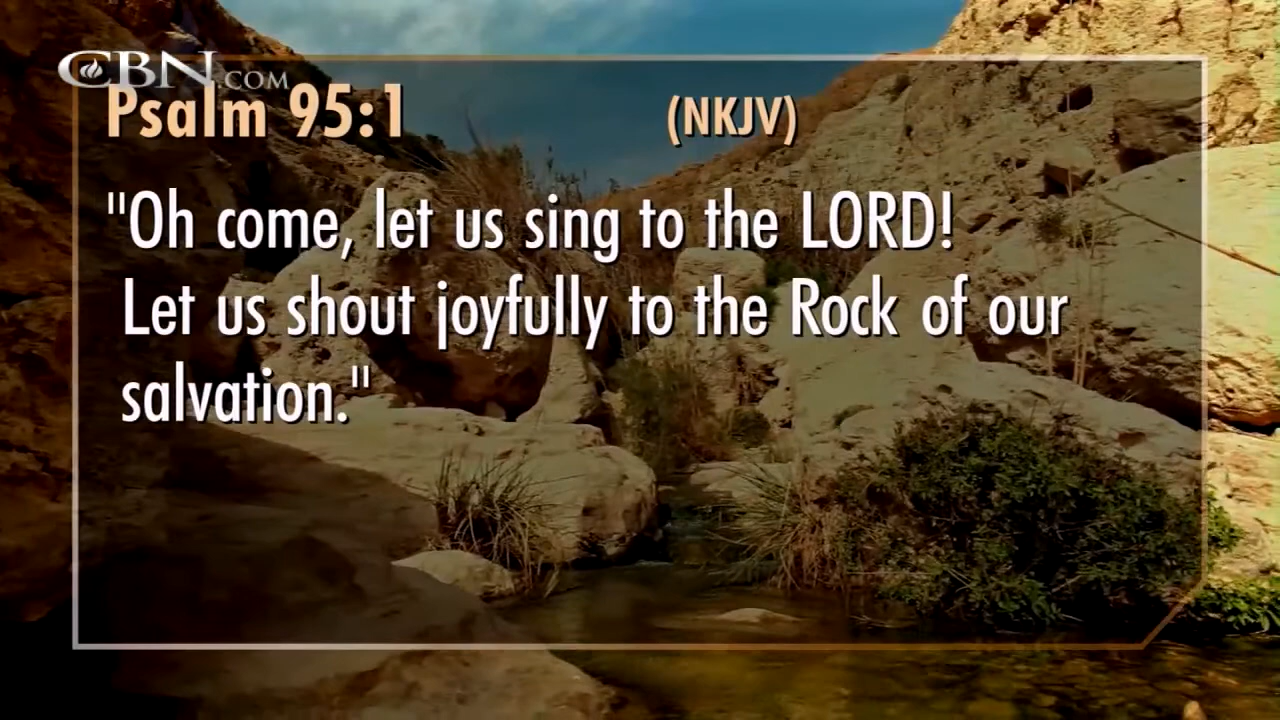 CBN.COM
Psalm 95:1 (NKJV)
"Oh come, let us sing to the LORD!
Let us shout joyfully to the Rock of our
salvation."